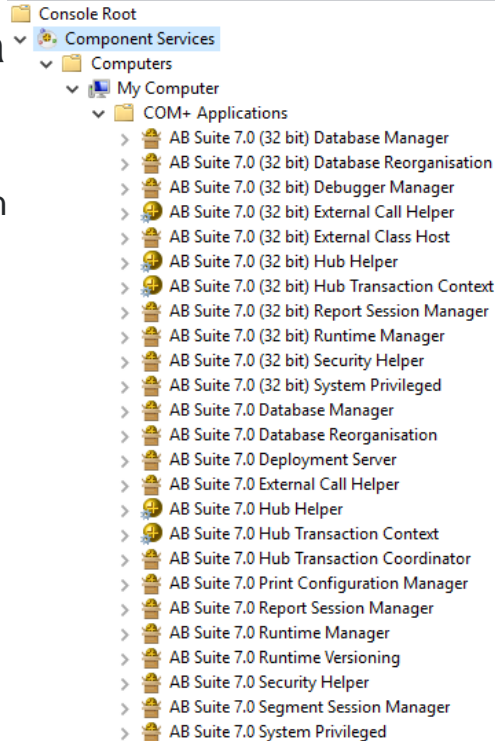 Console Root
Component Services
Computers
My Computer
COM+ Applications
AB Suite 7.0 (32 bit) Database Manager
AB Suite 7.0 (32 bit) Database Reorganisation
AB Suite 7.0 (32 bit) Debugger Manager
AB Suite 7.0 (32 bit) External Call Helper
AB Suite 7.0 (32 bit) External Class Host
AB Suite 7.0 (32 bit) Hub Helper
AB Suite 7.0 (32 bit) Hub Transaction Context
AB Suite 7.0 (32 bit) Report Session Manager
AB Suite 7.0 (32 bit) Runtime Manager
AB Suite 7.0 (32 bit) Security Helper
AB Suite 7.0 (32 bit) System Privileged
AB Suite 7.0 Database Manager
AB Suite 7.0 Database Reorganisation
AB Suite 7.0 Deployment Server
AB Suite 7.0 External Call Helper
AB Suite 7.0 Hub Helper
AB Suite 7.0 Hub Transaction Context
AB Suite 7.0 Hub Transaction Coordinator
AB Suite 7.0 Print Configuration Manager
AB Suite 7.0 Report Session Manager
AB Suite 7.0 Runtime Manager
AB Suite 7.0 Runtime Versioning
AB Suite 7.0 Security Helper
AB Suite 7.0 Segment Session Manager
AB Suite 7.0 System Privileged